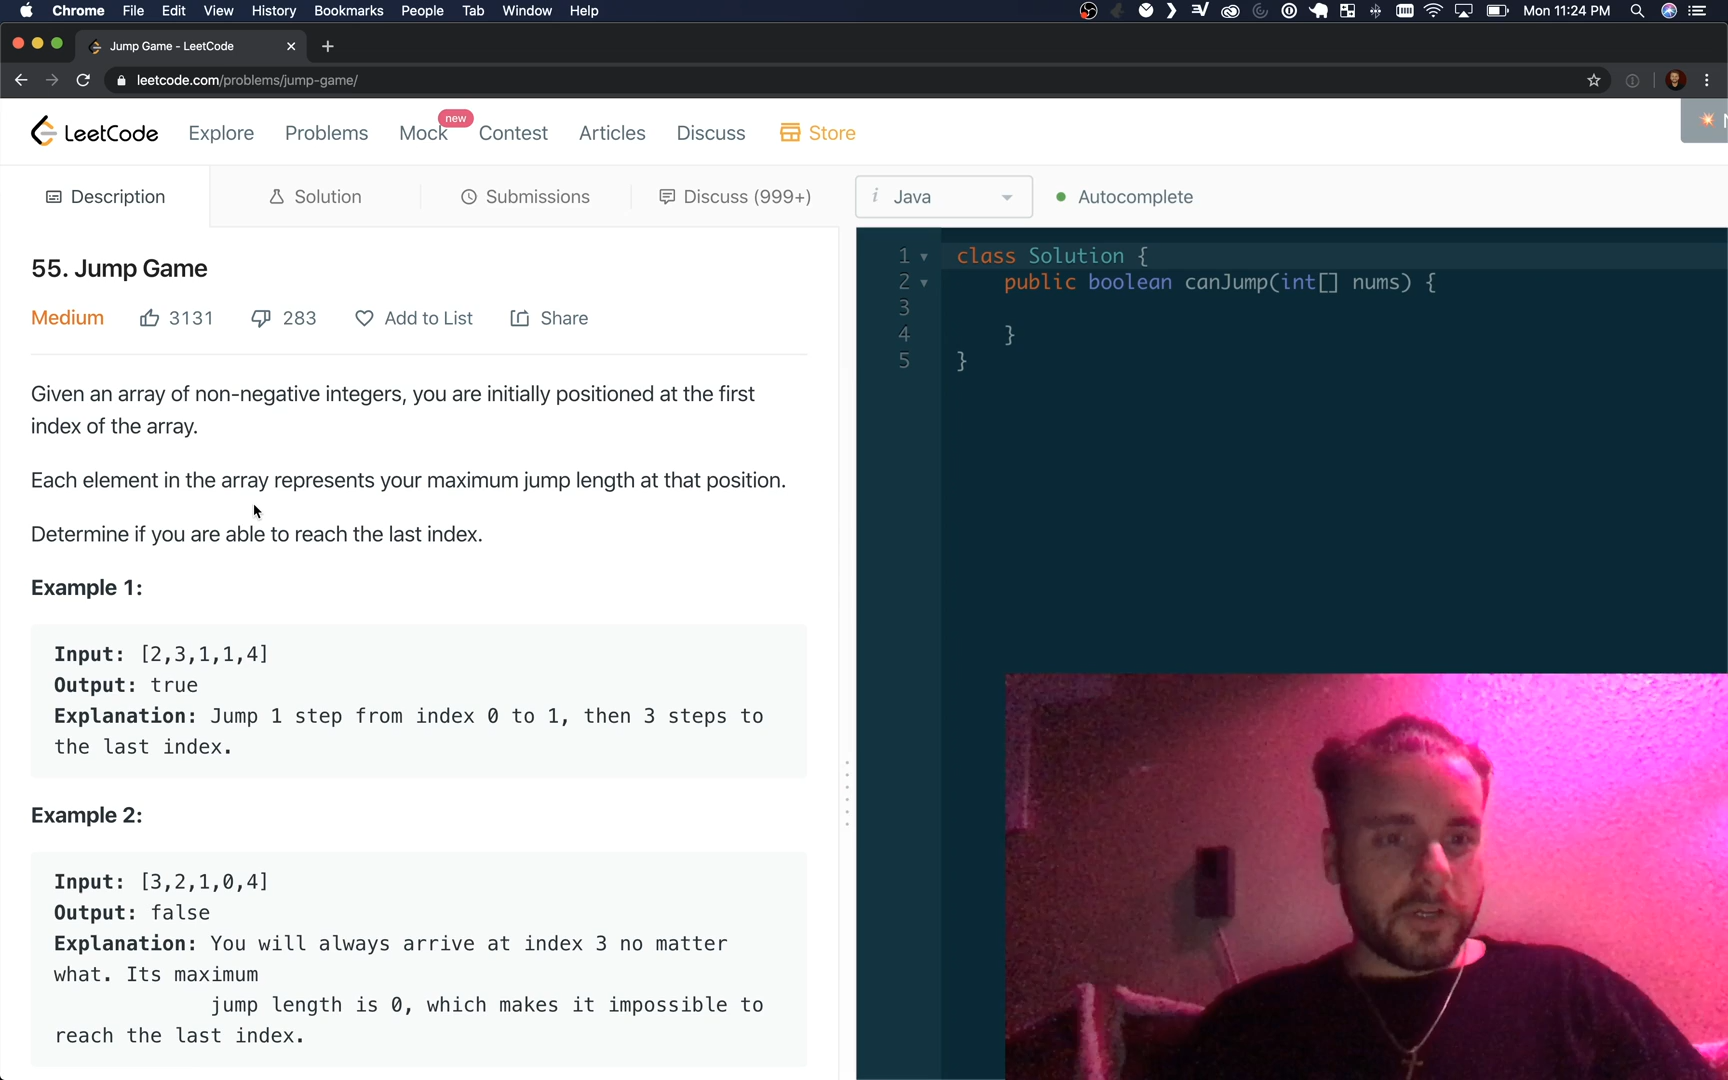 Chrome File Edit View History Bookmarks People Tab Window Help Mon 11:24 PM
Jump Game - LeetCode
leetcode.com/problems/jump-game/
LeetCode Explore Problems Mock new Contest Articles Discuss Store
Description Solution Submissions Discuss (999+) i Java Autocomplete
55. Jump Game
Medium 3131 283 Add to List Share
Given an array of non-negative integers, you are initially positioned at the first
index of the array.
Each element in the array represents your maximum jump length at that position.
Determine if you are able to reach the last index.
Example 1:
Input: [2,3,1,1,4]
Output: true
Explanation: Jump 1 step from index 0 to 1, then 3 steps to
the last index.
Example 2:
Input: [3,2,1,0,4]
Output: false
Explanation: You will always arrive at index 3 no matter
what. Its maximum
jump length is 0, which makes it impossible to
reach the last index.
1 class Solution {
2 public boolean canJump(int[] nums) {
3
4 }
5 }